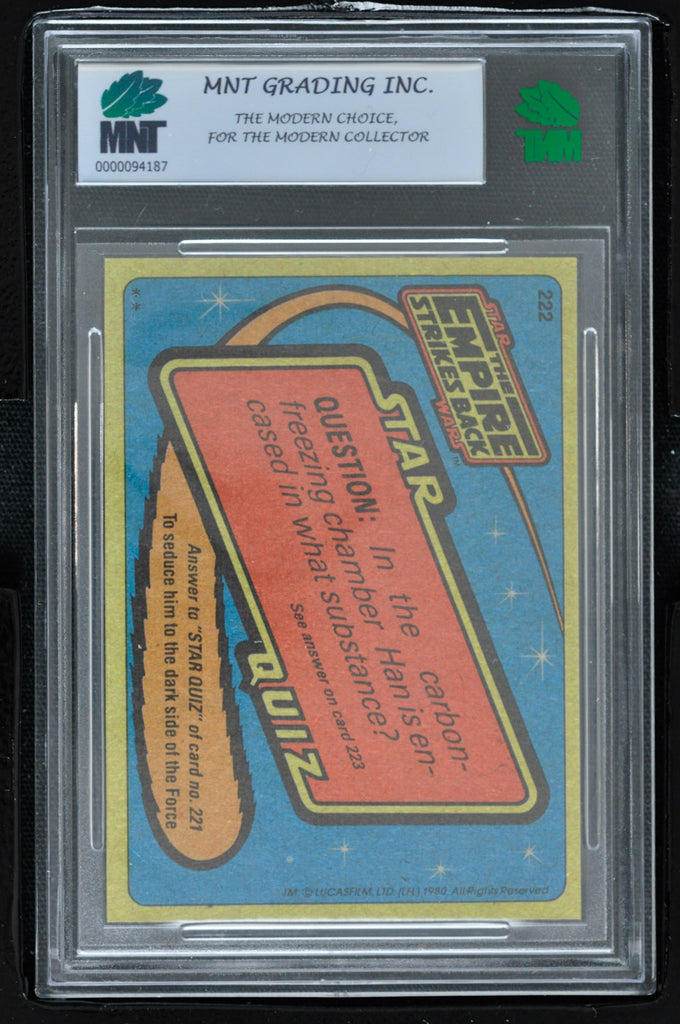 MNT GRADING INC.
THE MODERN CHOICE,
FOR THE MODERN COLLECTOR
MNT
0000094187
MNT
222
STAR
THE
EMPIRE
STRIKES BACK
WARS™
STAR
QUESTION: In the carbon-
freezing chamber Han is en-
cased in what substance?
See answer on card 223
QUIZ
Answer to "STAR QUIZ" of card no. 221
To seduce him to the dark side of the Force
**
TM: © LUCASFILM, LTD. (LFL) 1980. All Rights Reserved